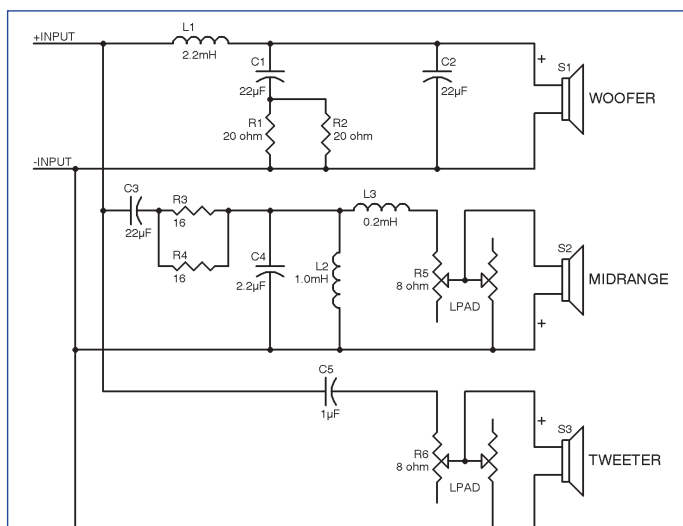 +INPUT
L1
2.2mH
C1
22µF
R1
20 ohm
R2
20 ohm
C2
22µF
+
S1
WOOFER
-INPUT
C3
22µF
R3
16
R4
16
C4
2.2µF
L2
1.0mH
L3
0.2mH
R5
8 ohm
LPAD
S2
MIDRANGE
+
C5
1µF
R6
8 ohm
LPAD
+
S3
TWEETER